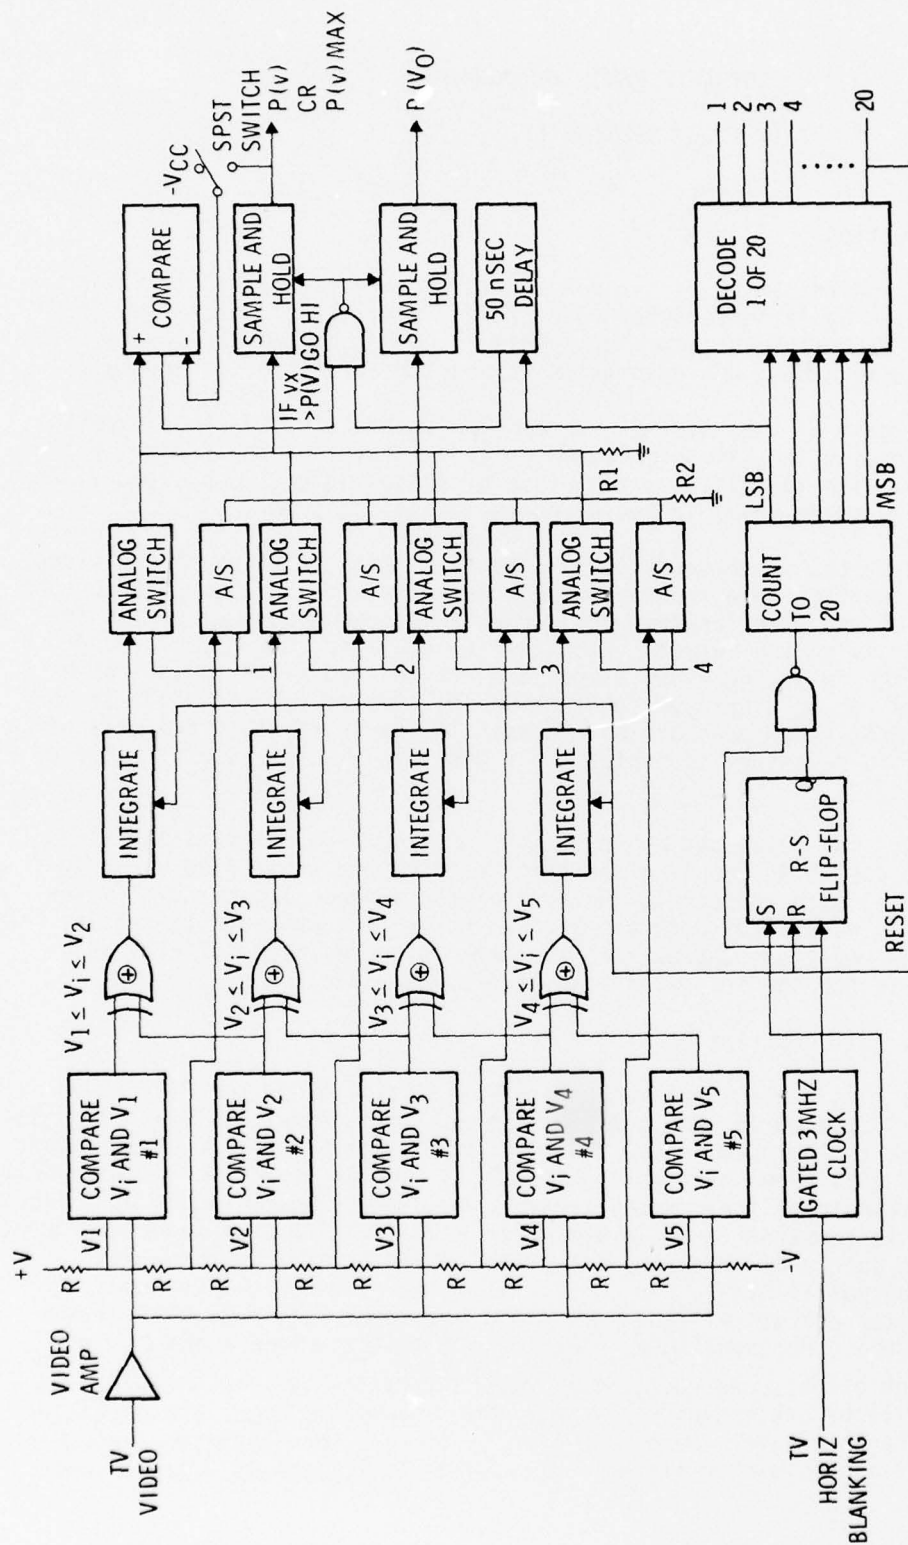 TV
VIDEO
VIDEO
AMP
+V
R
R
R
R
R
R
R
R
R
-V
V1
V2
V3
V4
V5
COMPARE
Vi AND V1
#1
COMPARE
Vi AND V2
#2
COMPARE
Vi AND V3
#3
COMPARE
Vi AND V4
#4
COMPARE
Vi AND V5
#5
V1 ≤ Vi ≤ V2
V2 ≤ Vi ≤ V3
V3 ≤ Vi ≤ V4
V4 ≤ Vi ≤ V5
INTEGRATE
INTEGRATE
INTEGRATE
INTEGRATE
ANALOG
SWITCH
A/S
1
ANALOG
SWITCH
A/S
2
ANALOG
SWITCH
A/S
3
ANALOG
SWITCH
A/S
4
R1
R2
+
COMPARE
-
-VCC
SPST
SWITCH
SAMPLE AND
HOLD
P(v)
CR
P(v) MAX
IF VX
>P(V) GO HI
SAMPLE AND
HOLD
P(V0)
50 nSEC
DELAY
TV
HORIZ
BLANKING
GATED 3 MHZ
CLOCK
S
R
R-S
FLIP-FLOP
Q
RESET
COUNT
TO
20
LSB
MSB
DECODE
1 OF 20
1
2
3
4
20